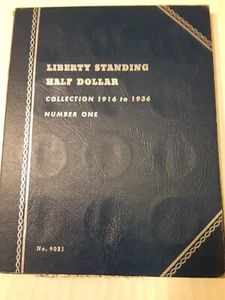 LIBERTY STANDING
HALF DOLLAR
COLLECTION 1916 to 1936
NUMBER ONE
No. 9021